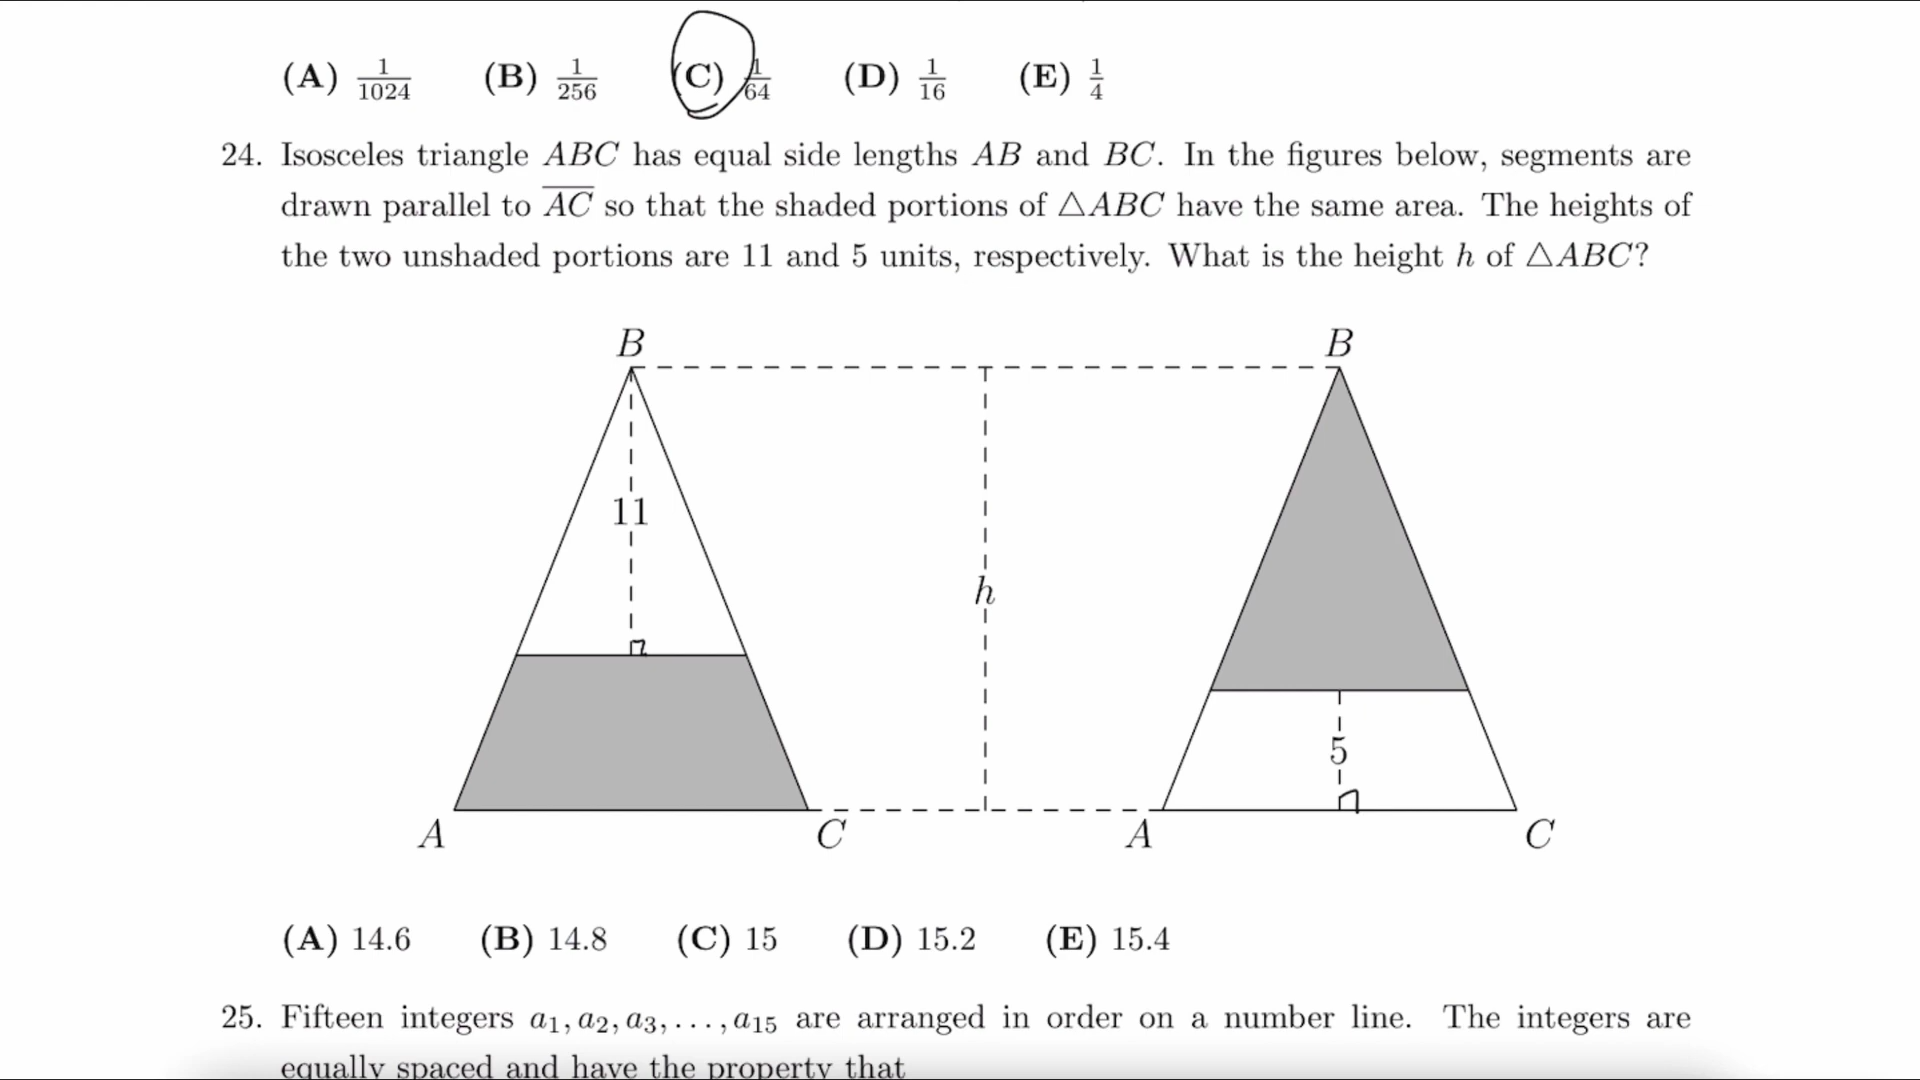 (A) 1/1024 (B) 1/256 (C) 1/64 (D) 1/16 (E) 1/4
24. Isosceles triangle ABC has equal side lengths AB and BC. In the figures below, segments are
drawn parallel to A̅C̅ so that the shaded portions of △ABC have the same area. The heights of
the two unshaded portions are 11 and 5 units, respectively. What is the height h of △ABC?
B B
11
h
5
A C A C
(A) 14.6 (B) 14.8 (C) 15 (D) 15.2 (E) 15.4
25. Fifteen integers a₁, a₂, a₃, . . . , a₁₅ are arranged in order on a number line. The integers are
equally spaced and have the property that